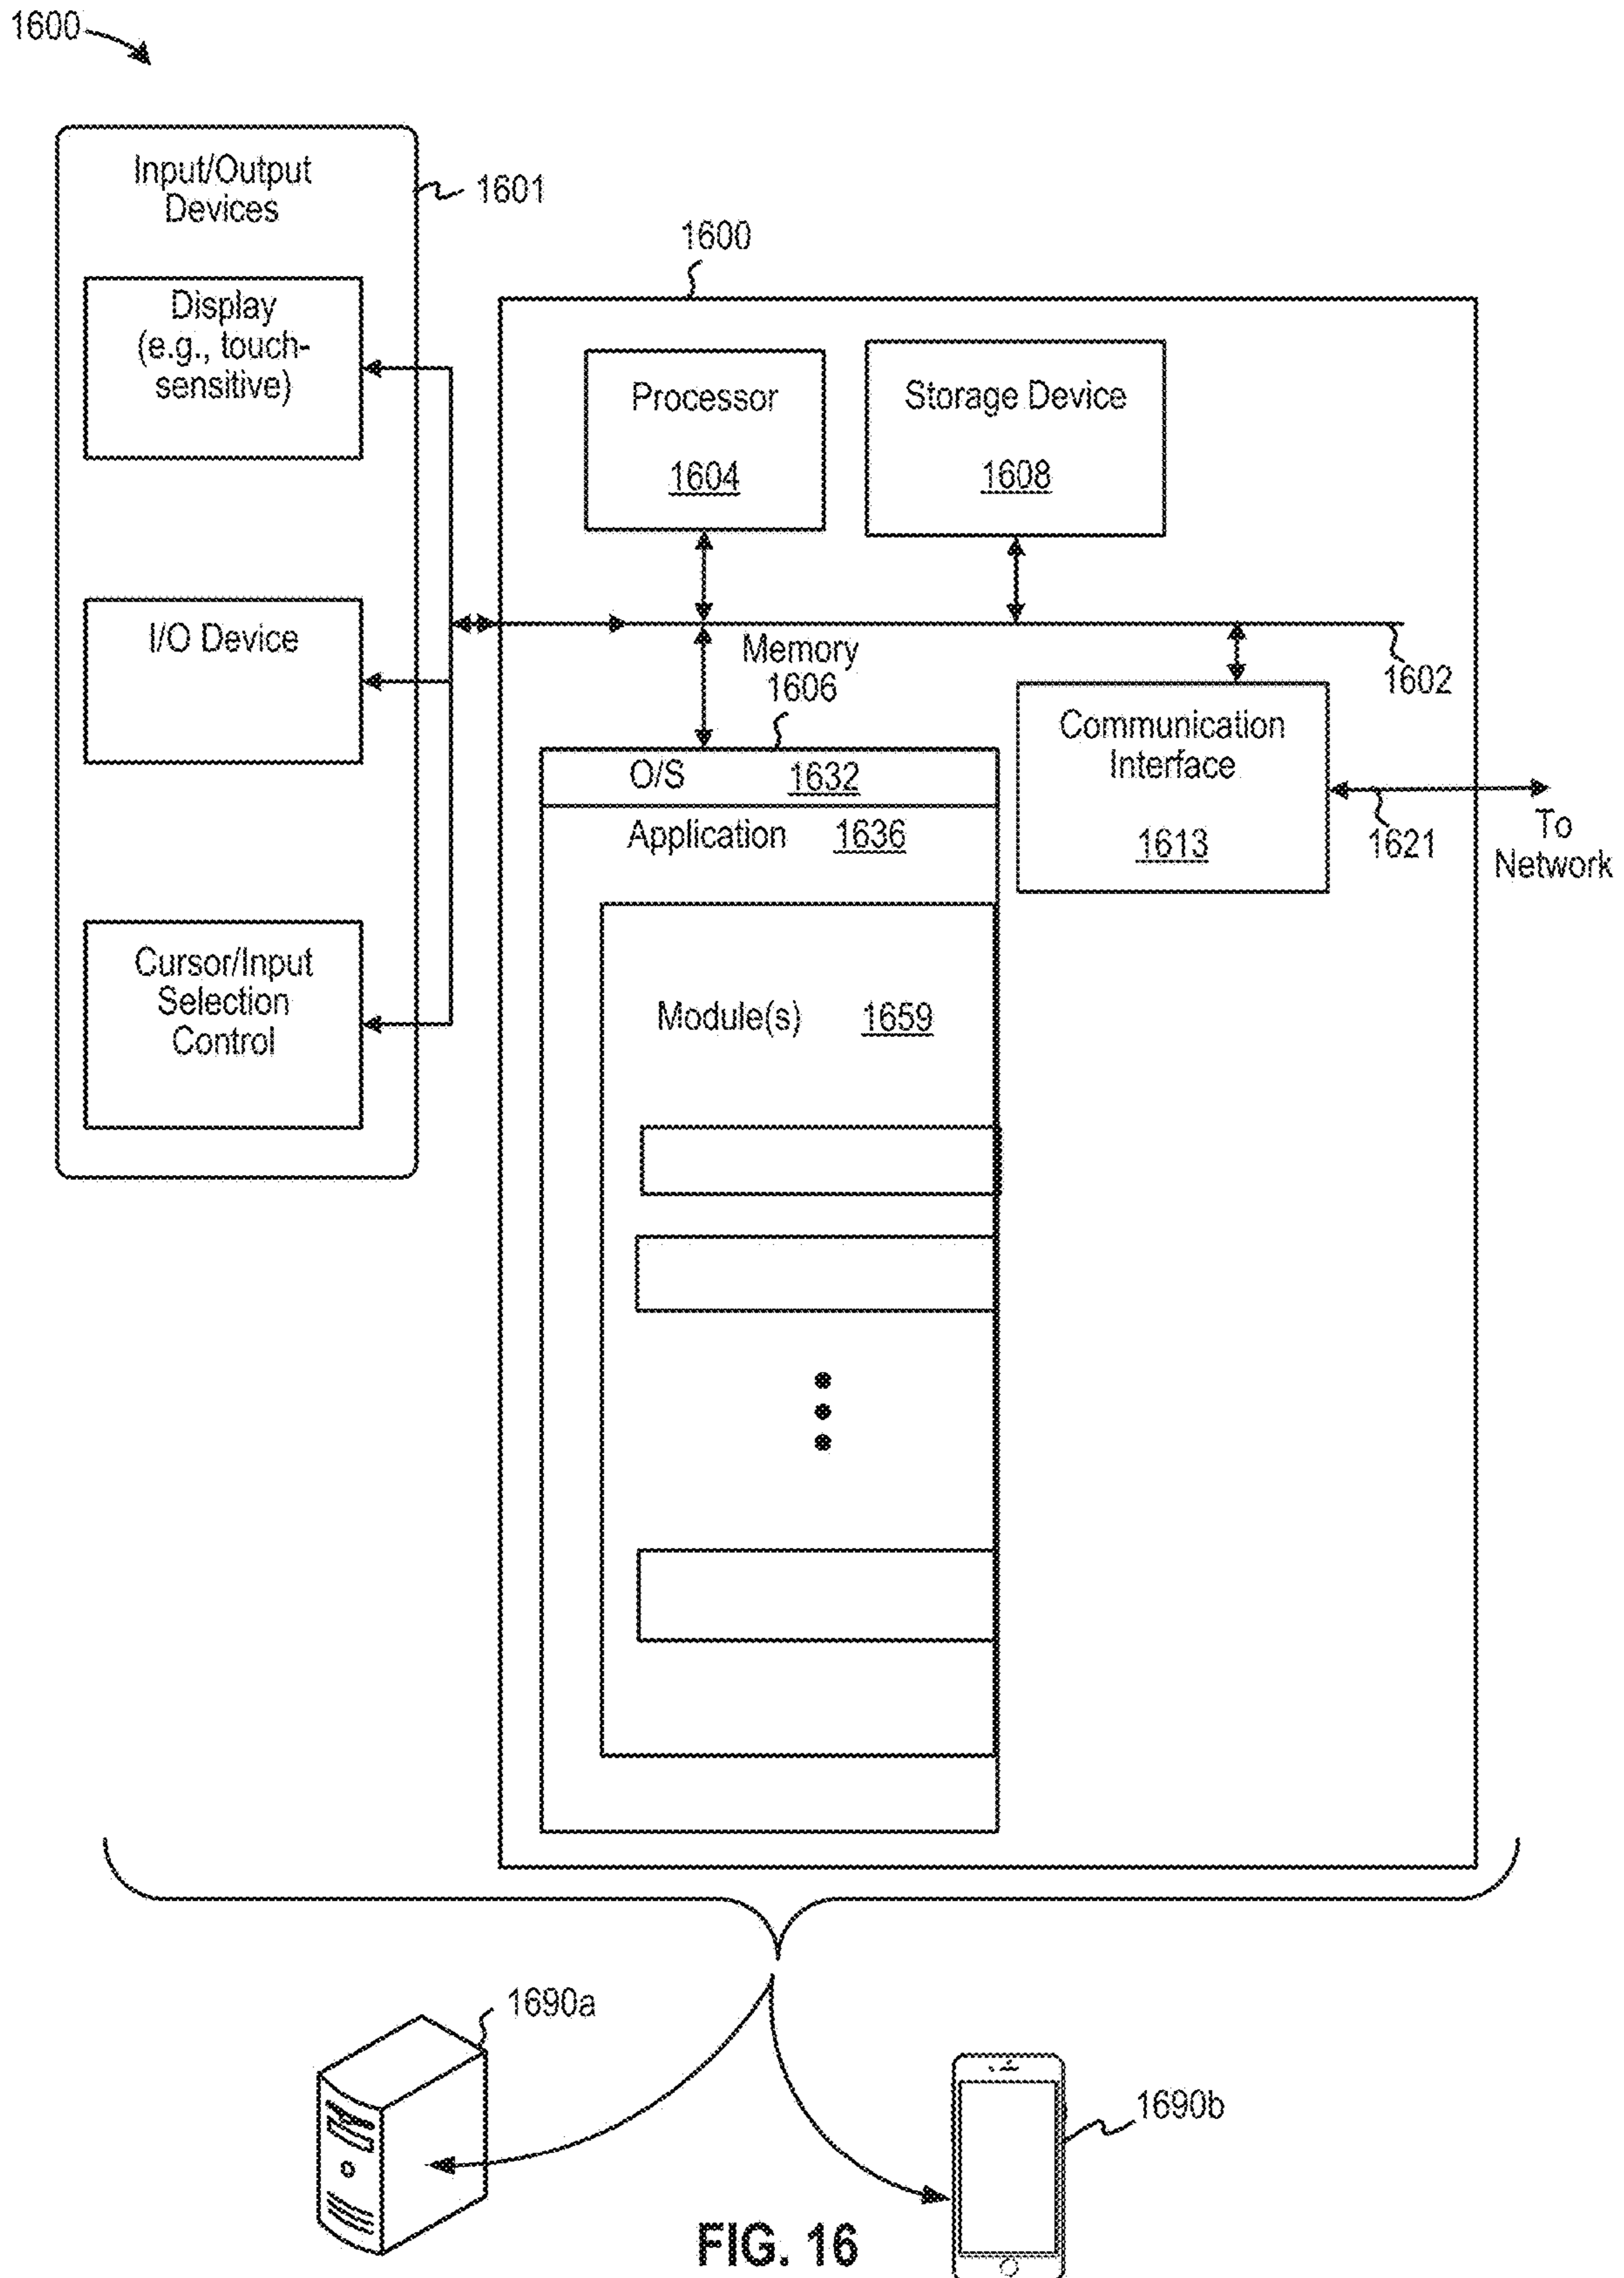 1600
Input/Output
Devices
1601
Display
(e.g., touch-
sensitive)
I/O Device
Cursor/Input
Selection
Control
1600
Processor
1604
Storage Device
1608
Memory
1606
1602
O/S 1632
Application 1636
Communication
Interface
1613
1621
To
Network
Module(s) 1659
1690a
1690b
FIG. 16